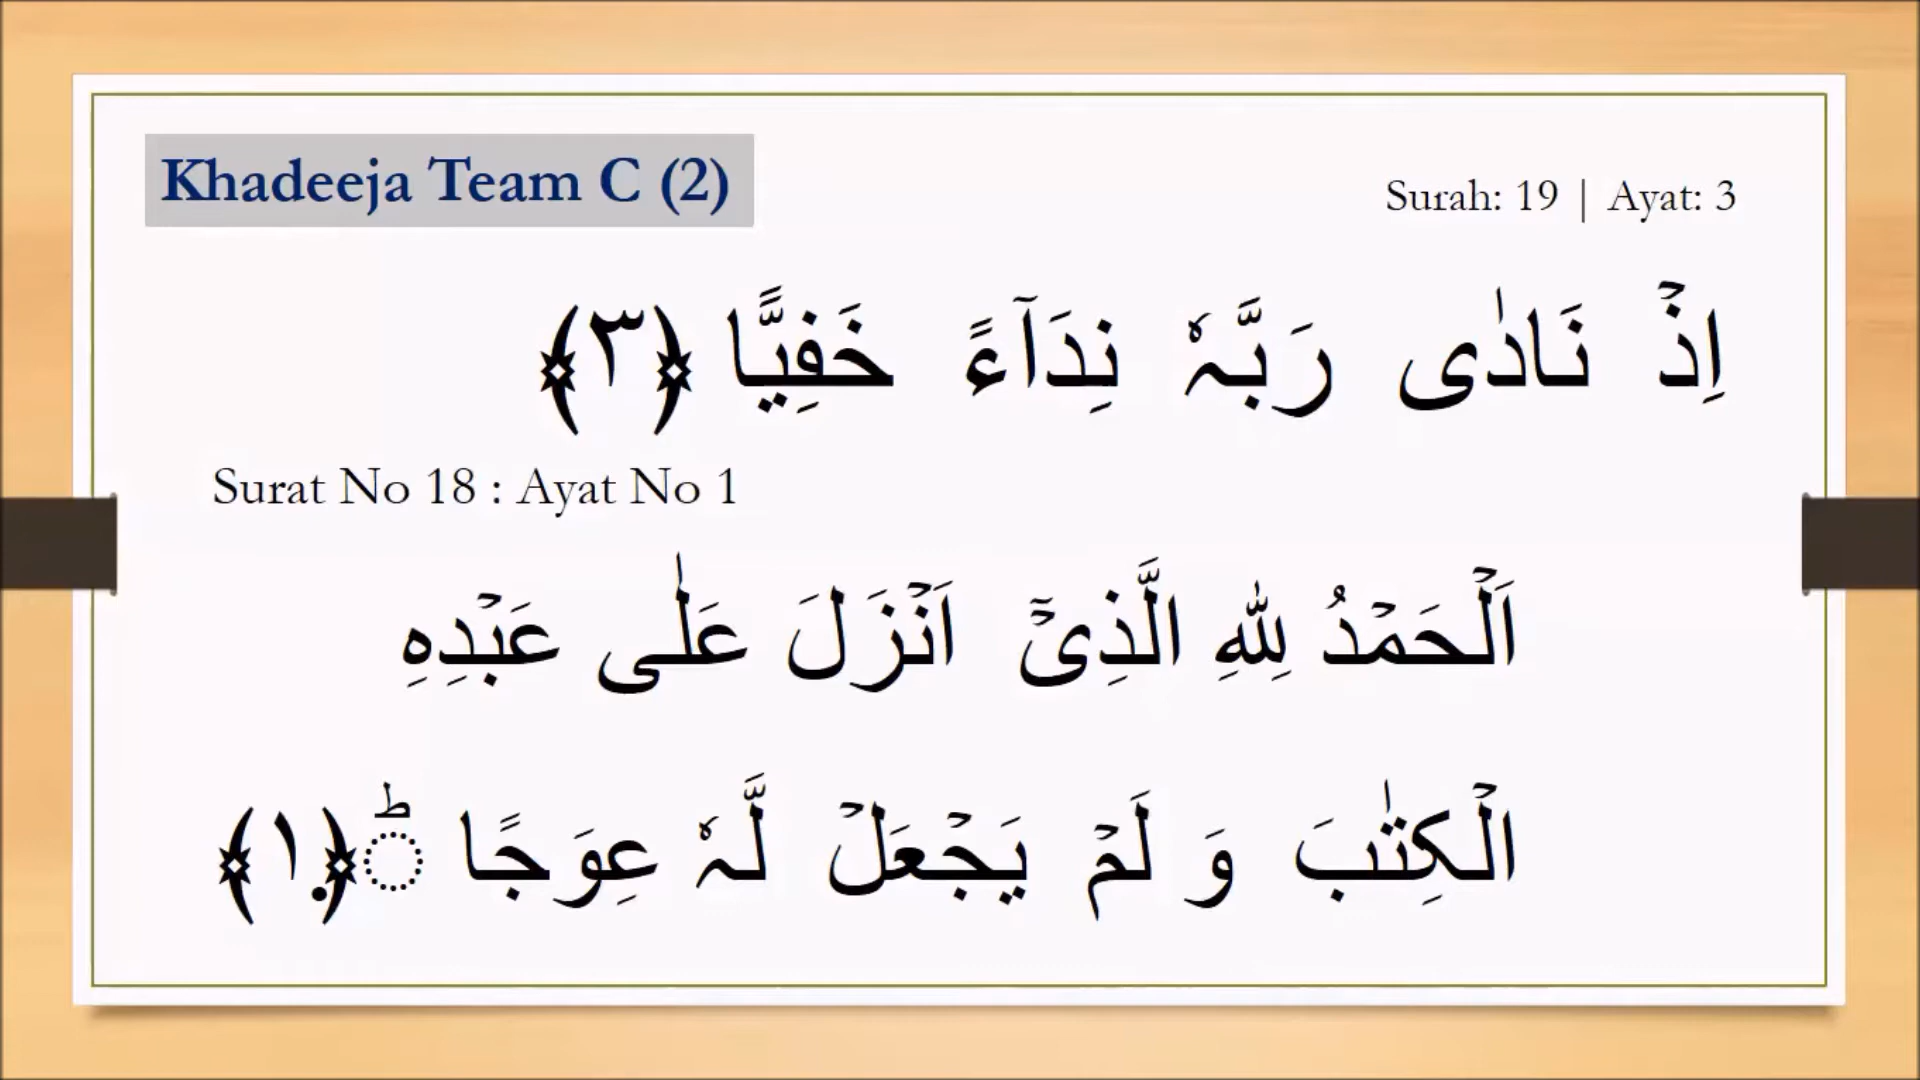 Khadeeja Team C (2)
Surah: 19 | Ayat: 3
اِذۡ نَادٰی رَبَّہٗ نِدَآءً خَفِیًّا ﴿۳﴾
Surat No 18 : Ayat No 1
اَلۡحَمۡدُ لِلّٰہِ الَّذِیۡۤ اَنۡزَلَ عَلٰی عَبۡدِہِ
الۡکِتٰبَ وَ لَمۡ یَجۡعَلۡ لَّہٗ عِوَجًا ◌ؕ﴿ٜ۱﴾